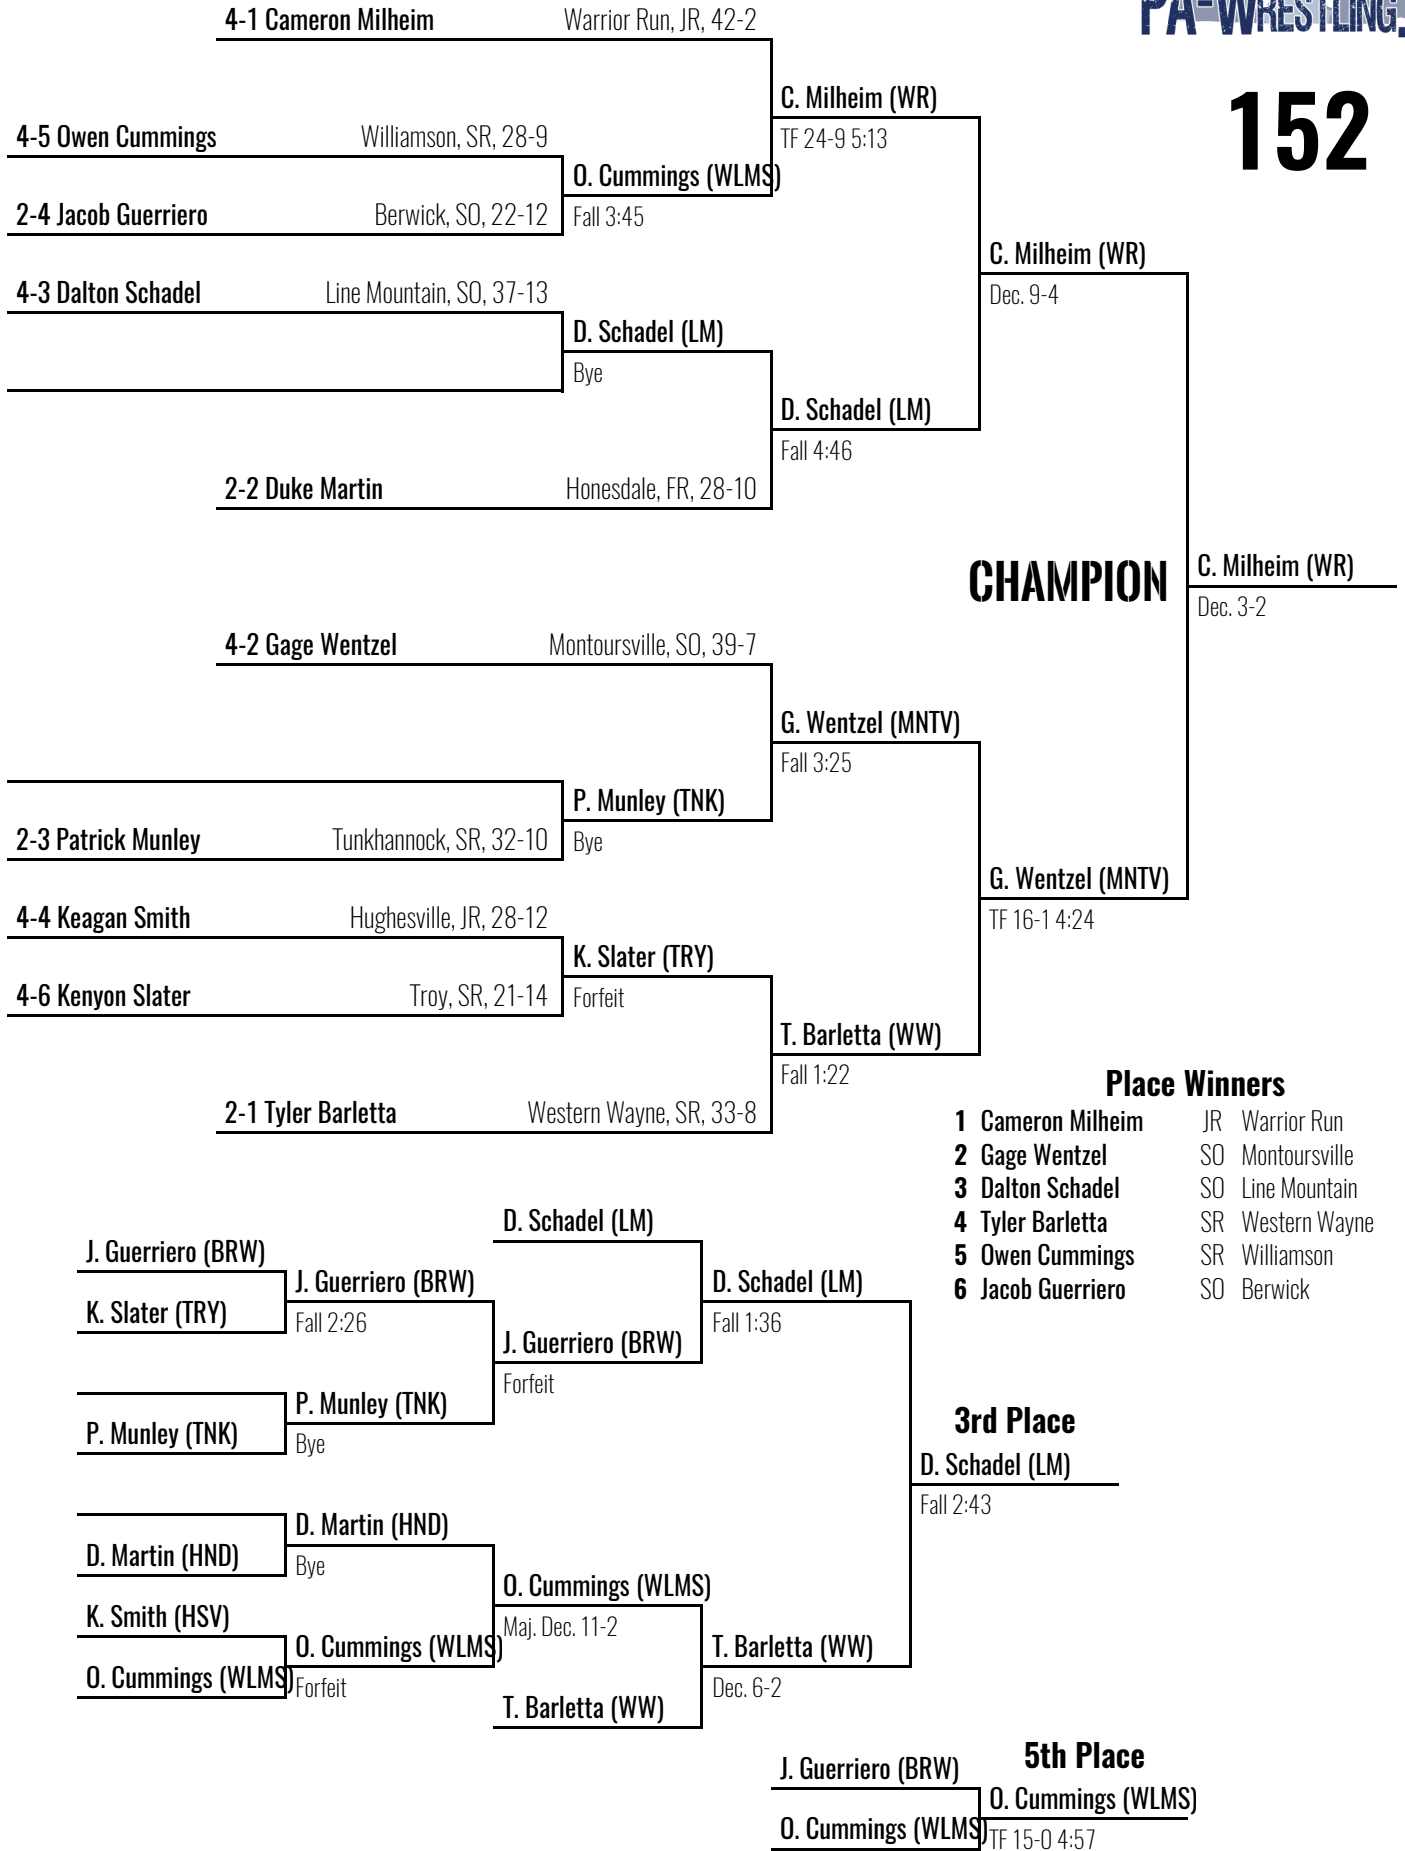 4-1 Cameron Milheim Warrior Run, JR, 42-2
PA-WRESTLING.
152
C. Milheim (WR)
TF 24-9 5:13
4-5 Owen Cummings Williamson, SR, 28-9
O. Cummings (WLMS)
Fall 3:45
2-4 Jacob Guerriero Berwick, SO, 22-12
C. Milheim (WR)
Dec. 9-4
4-3 Dalton Schadel Line Mountain, SO, 37-13
D. Schadel (LM)
Bye
D. Schadel (LM)
Fall 4:46
2-2 Duke Martin Honesdale, FR, 28-10
CHAMPION
C. Milheim (WR)
Dec. 3-2
4-2 Gage Wentzel Montoursville, SO, 39-7
G. Wentzel (MNTV)
Fall 3:25
P. Munley (TNK)
Bye
2-3 Patrick Munley Tunkhannock, SR, 32-10
G. Wentzel (MNTV)
TF 16-1 4:24
4-4 Keagan Smith Hughesville, JR, 28-12
K. Slater (TRY)
Forfeit
4-6 Kenyon Slater Troy, SR, 21-14
T. Barletta (WW)
Fall 1:22
2-1 Tyler Barletta Western Wayne, SR, 33-8
Place Winners
1 Cameron Milheim JR Warrior Run
2 Gage Wentzel SO Montoursville
3 Dalton Schadel SO Line Mountain
4 Tyler Barletta SR Western Wayne
5 Owen Cummings SR Williamson
6 Jacob Guerriero SO Berwick
D. Schadel (LM)
J. Guerriero (BRW)
J. Guerriero (BRW)
Fall 2:26
K. Slater (TRY)
D. Schadel (LM)
Fall 1:36
J. Guerriero (BRW)
Forfeit
P. Munley (TNK)
Bye
P. Munley (TNK)
3rd Place
D. Schadel (LM)
Fall 2:43
D. Martin (HND)
Bye
D. Martin (HND)
O. Cummings (WLMS)
Maj. Dec. 11-2
K. Smith (HSV)
O. Cummings (WLMS)
Forfeit
O. Cummings (WLMS)
T. Barletta (WW)
Dec. 6-2
T. Barletta (WW)
5th Place
J. Guerriero (BRW)
O. Cummings (WLMS)
TF 15-0 4:57
O. Cummings (WLMS)